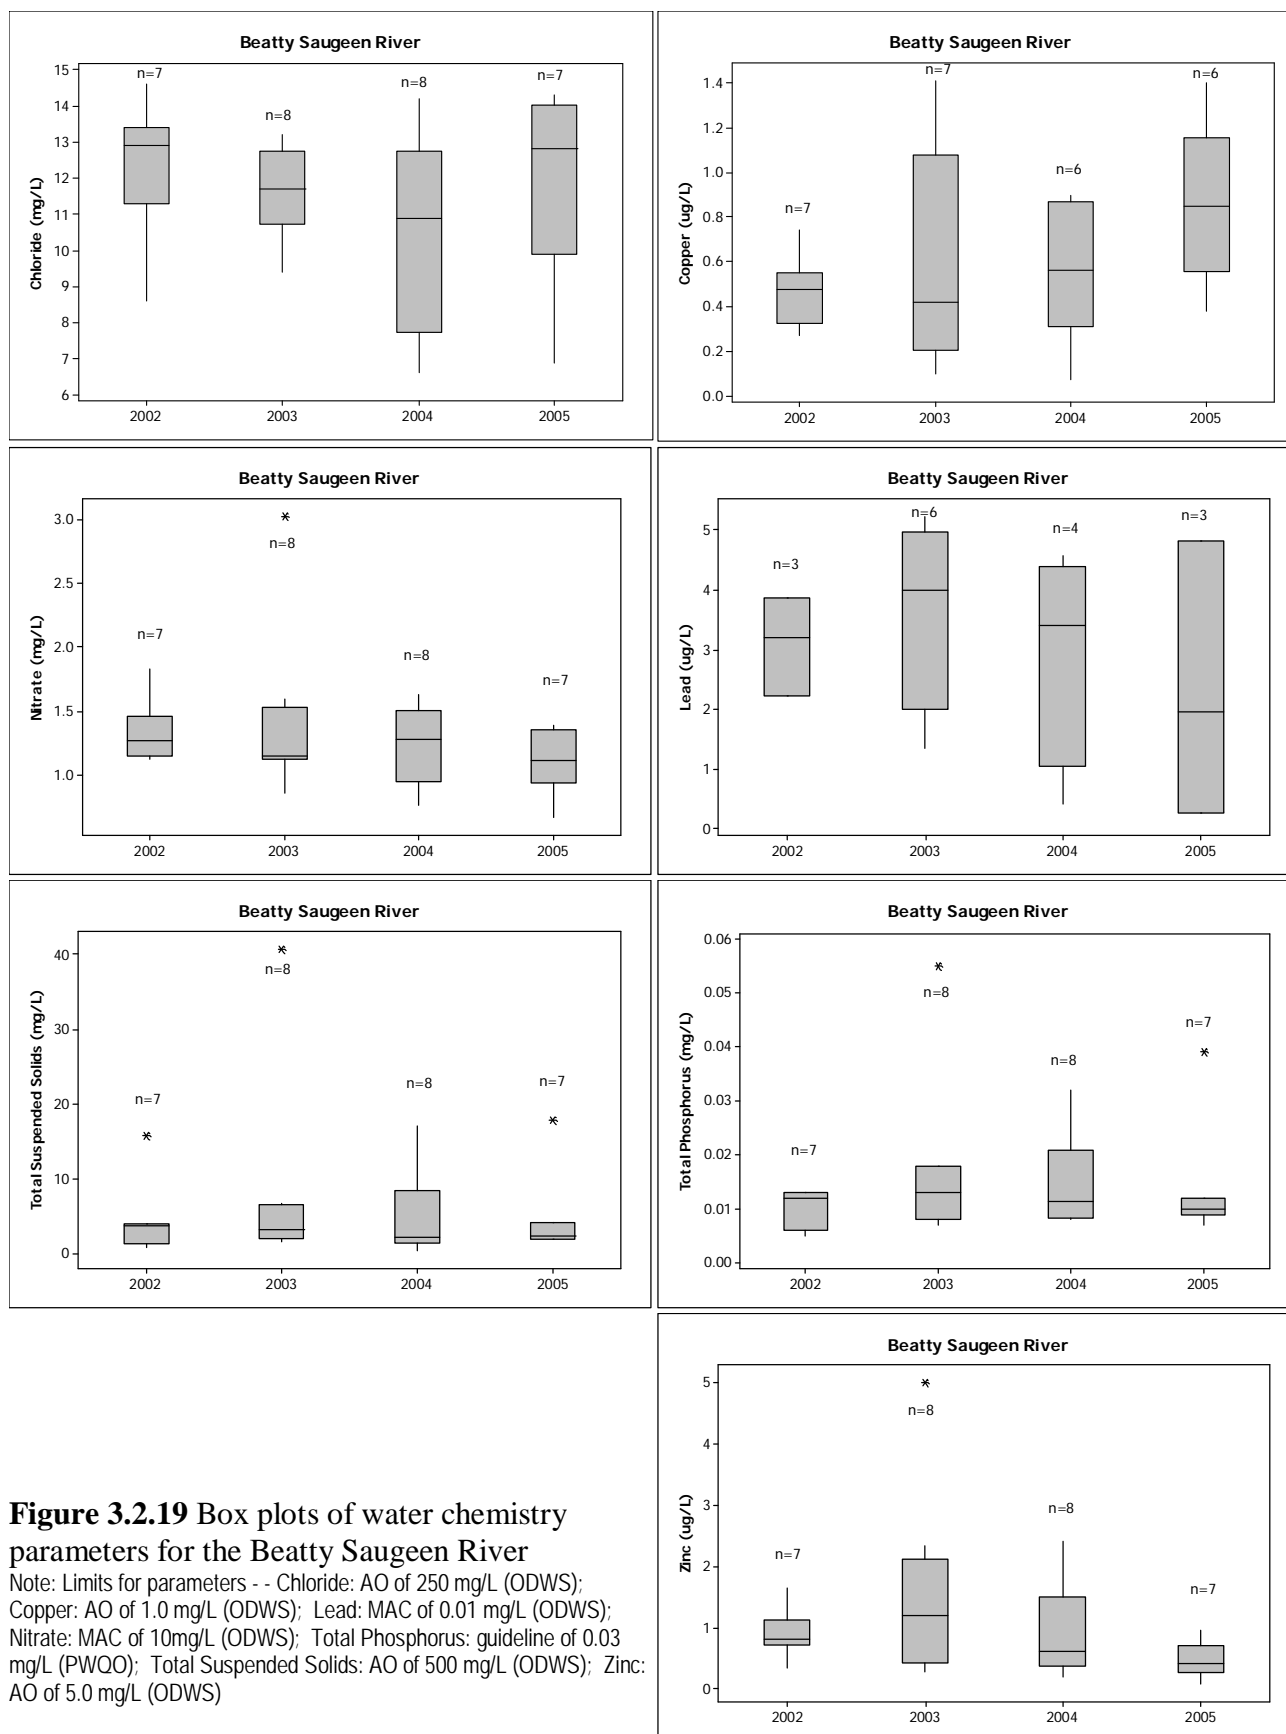 Beatty Saugeen River
Chloride (mg/L)
15
14
13
12
11
10
9
8
7
6
n=7
n=8
n=8
n=7
2002
2003
2004
2005
Beatty Saugeen River
Copper (ug/L)
1.4
1.2
1.0
0.8
0.6
0.4
0.2
0.0
n=7
n=7
n=6
n=6
2002
2003
2004
2005
Beatty Saugeen River
Nitrate (mg/L)
3.0
2.5
2.0
1.5
1.0
n=7
n=8
n=8
n=7
2002
2003
2004
2005
Beatty Saugeen River
Lead (ug/L)
5
4
3
2
1
0
n=3
n=6
n=4
n=3
2002
2003
2004
2005
Beatty Saugeen River
Total Suspended Solids (mg/L)
40
30
20
10
0
n=7
n=8
n=8
n=7
2002
2003
2004
2005
Beatty Saugeen River
Total Phosphorus (mg/L)
0.06
0.05
0.04
0.03
0.02
0.01
0.00
n=7
n=8
n=8
n=7
2002
2003
2004
2005
Beatty Saugeen River
Zinc (ug/L)
5
4
3
2
1
0
n=7
n=8
n=8
n=7
2002
2003
2004
2005
Figure 3.2.19 Box plots of water chemistry
parameters for the Beatty Saugeen River
Note: Limits for parameters - - Chloride: AO of 250 mg/L (ODWS);
Copper: AO of 1.0 mg/L (ODWS); Lead: MAC of 0.01 mg/L (ODWS);
Nitrate: MAC of 10mg/L (ODWS); Total Phosphorus: guideline of 0.03
mg/L (PWQO); Total Suspended Solids: AO of 500 mg/L (ODWS); Zinc:
AO of 5.0 mg/L (ODWS)